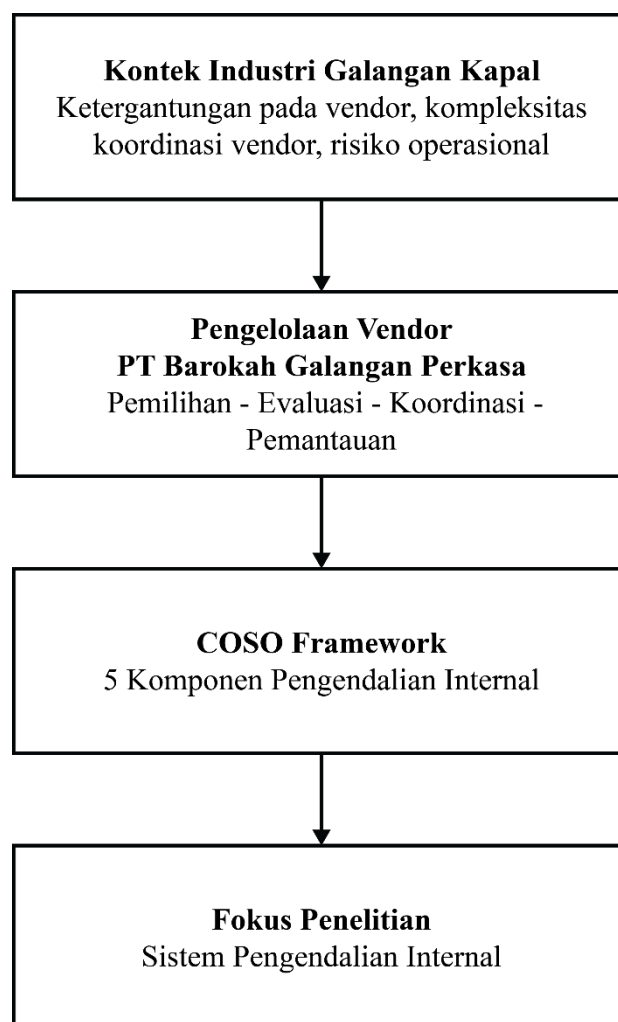 Kontek Industri Galangan Kapal
Ketergantungan pada vendor, kompleksitas
koordinasi vendor, risiko operasional
Pengelolaan Vendor
PT Barokah Galangan Perkasa
Pemilihan - Evaluasi - Koordinasi -
Pemantauan
COSO Framework
5 Komponen Pengendalian Internal
Fokus Penelitian
Sistem Pengendalian Internal